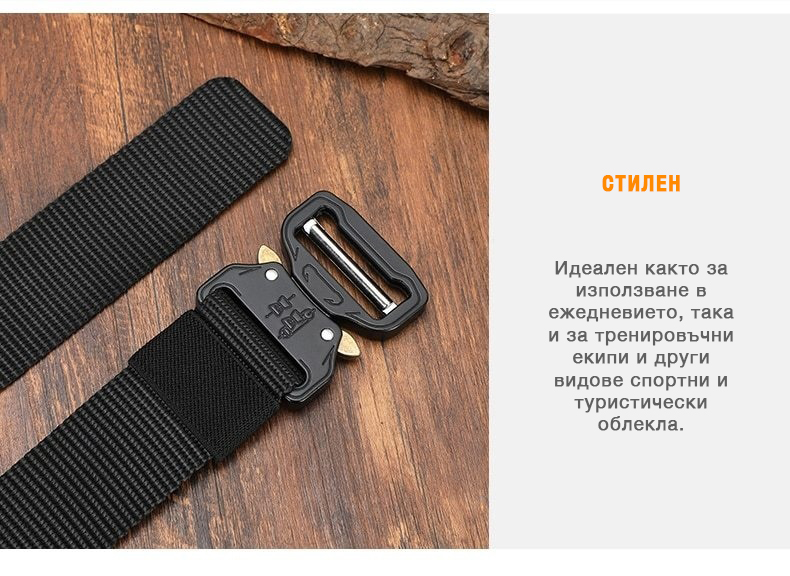 СТИЛЕН
Идеален както за
използване в
ежедневието, така
и за тренировъчни
екипи и други
видове спортни и
туристически
облекла.